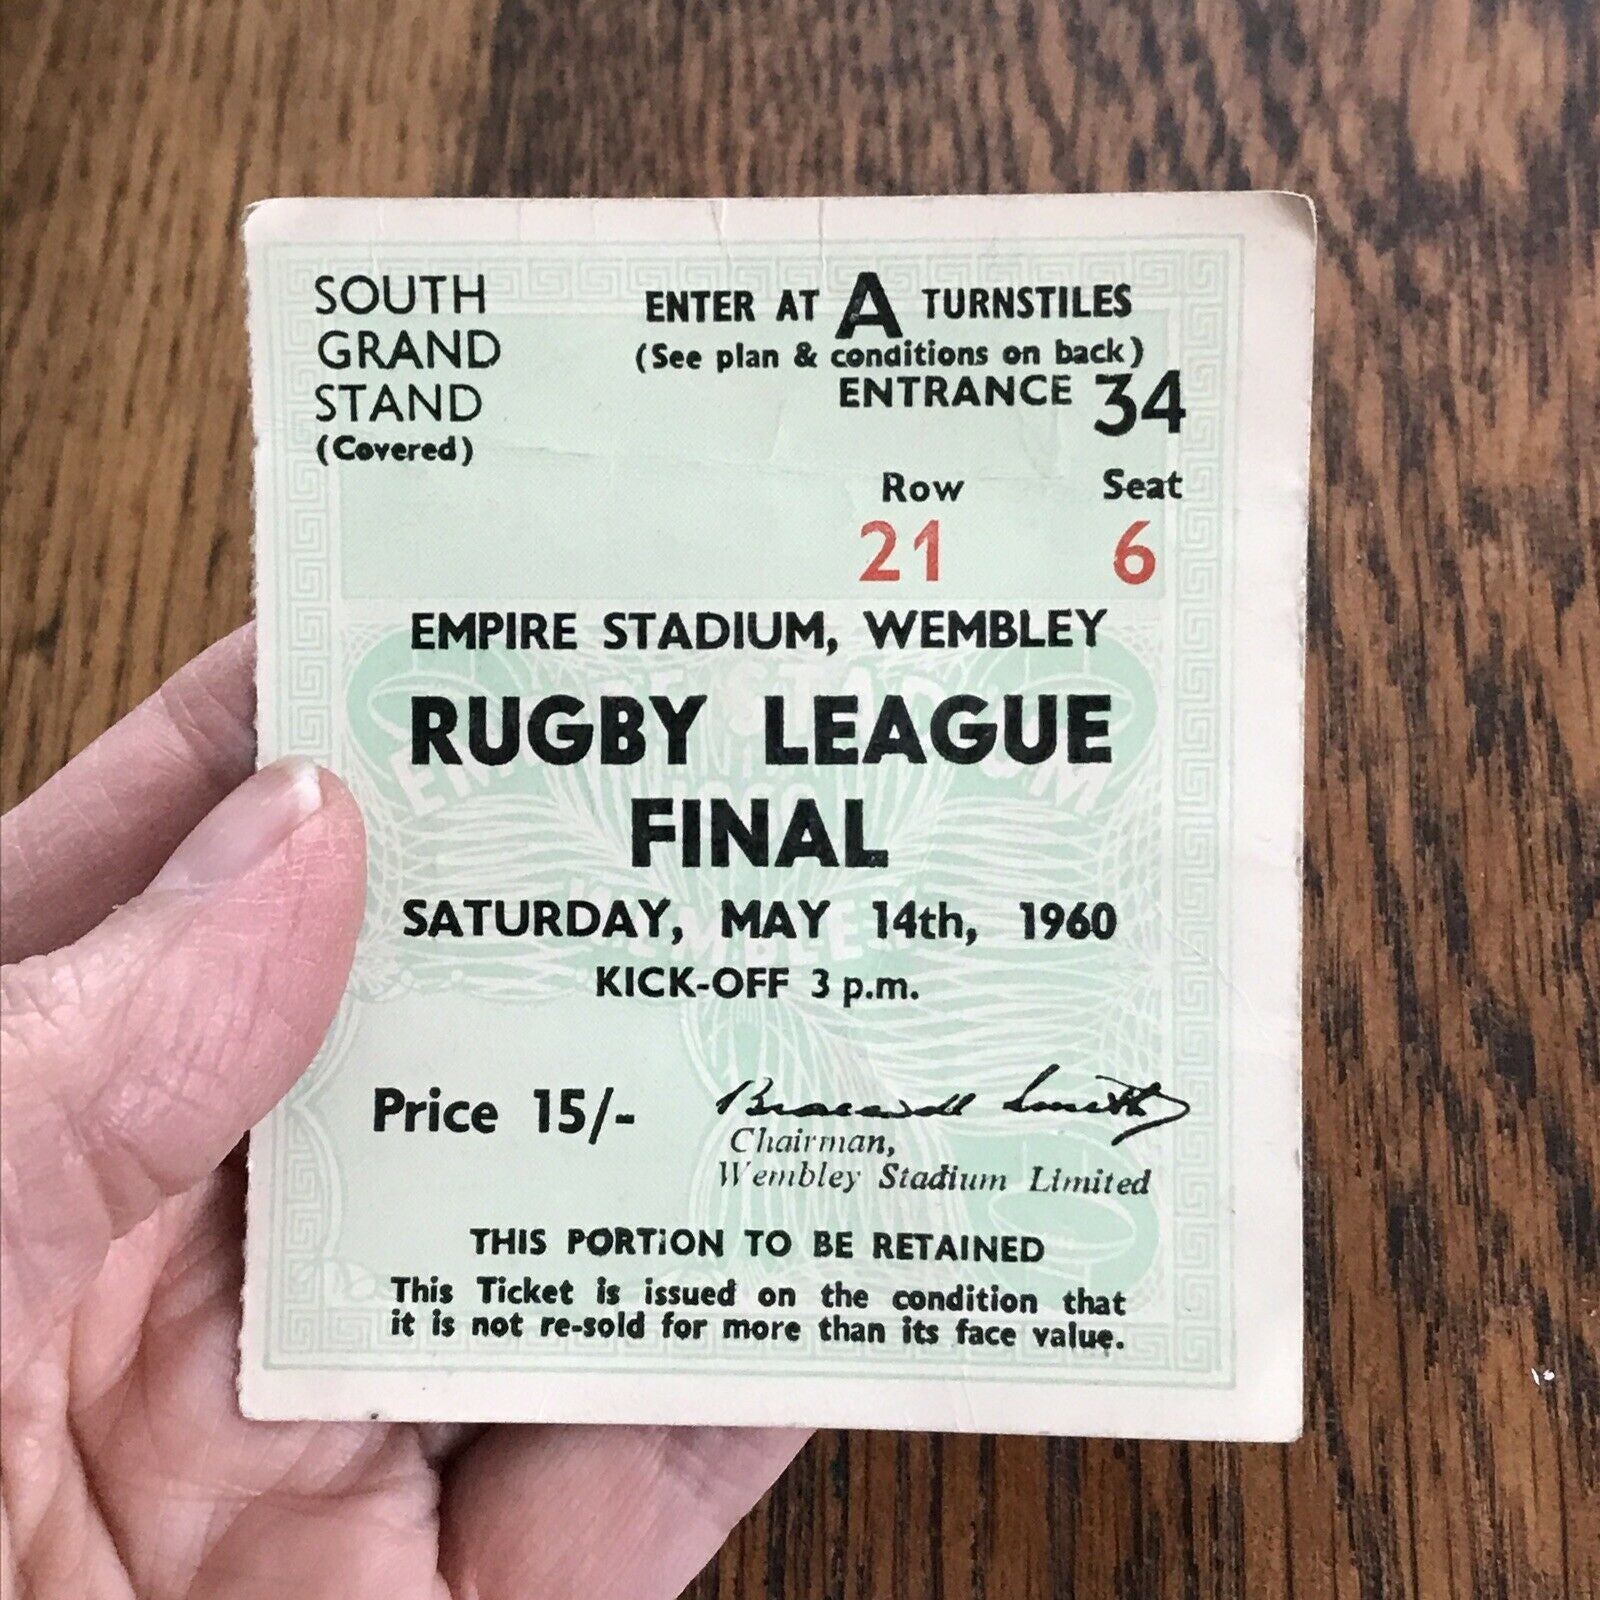 SOUTH
GRAND
STAND
(Covered)
ENTER AT A TURNSTILES
(See plan & conditions on back)
ENTRANCE 34
Row Seat
21 6
EMPIRE STADIUM, WEMBLEY
RUGBY LEAGUE
FINAL
SATURDAY, MAY 14th, 1960
KICK-OFF 3 p.m.
Price 15/-
Chairman,
Wembley Stadium Limited
THIS PORTION TO BE RETAINED
This Ticket is issued on the condition that
it is not re-sold for more than its face value.